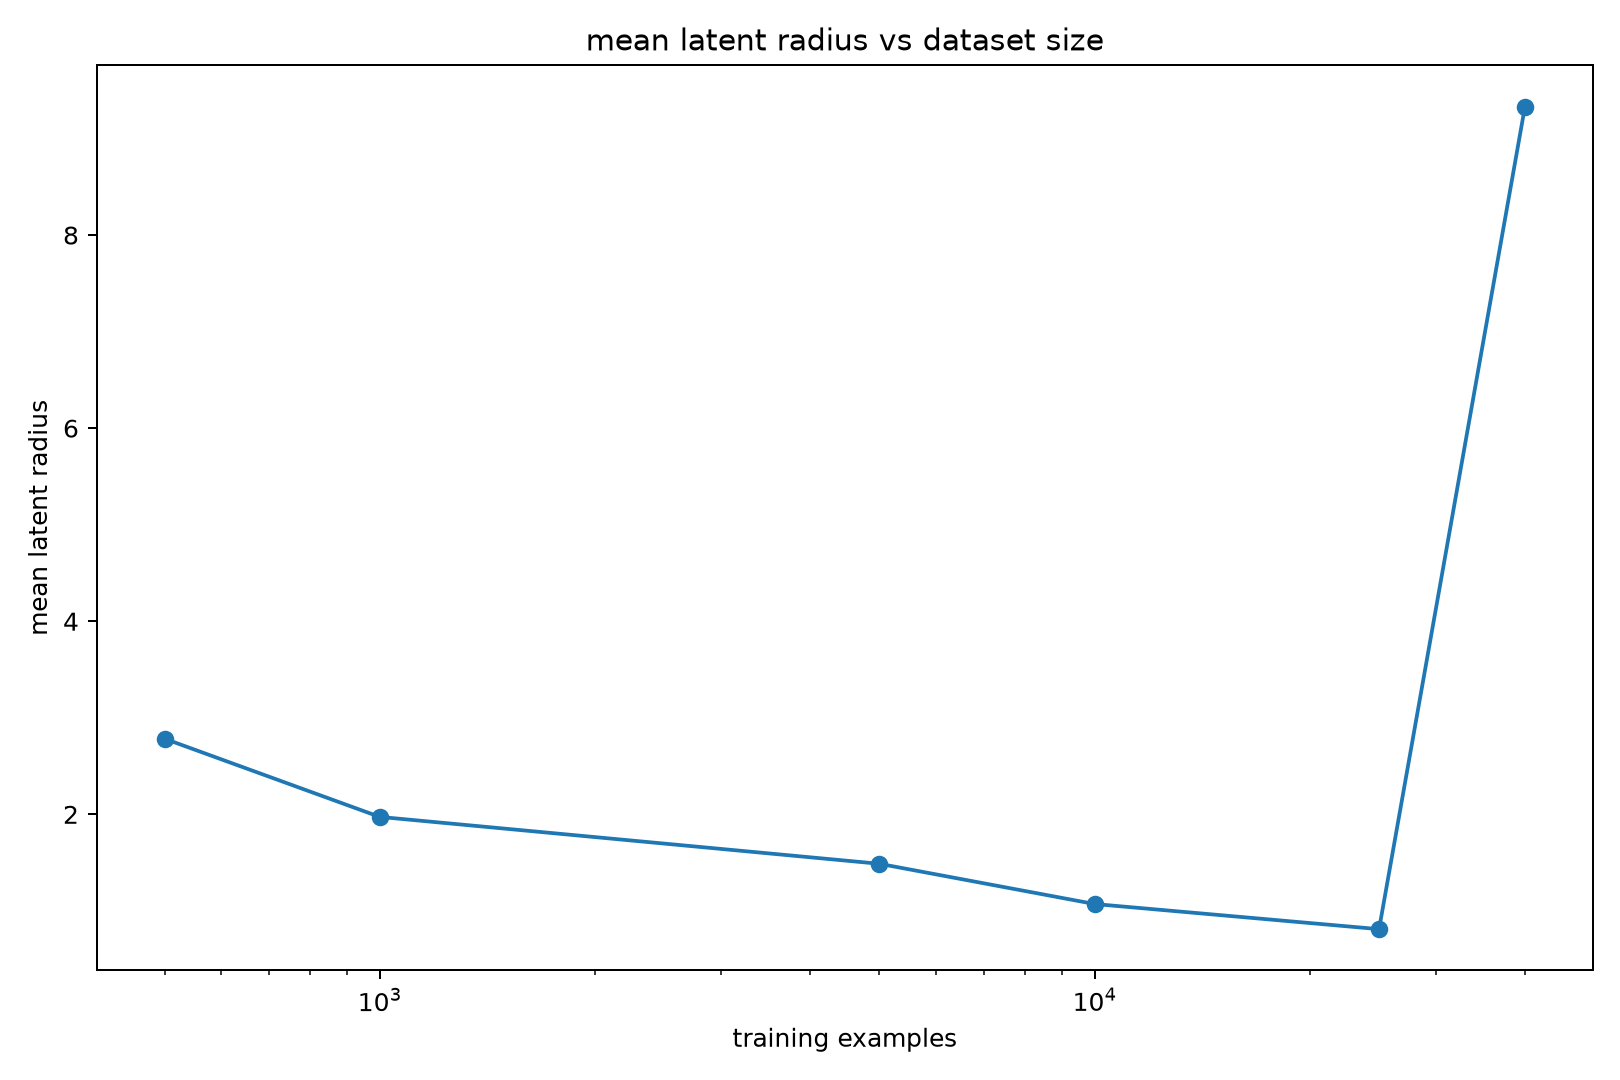 mean latent radius vs dataset size
mean latent radius
8
6
4
2
10³
10⁴
training examples